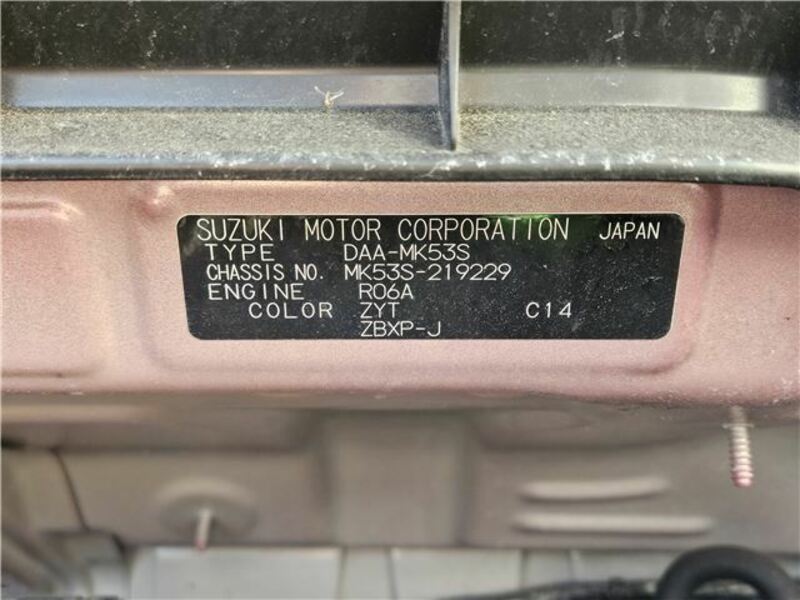 SUZUKI MOTOR CORPORATION JAPAN
TYPE DAA-MK53S
CHASSIS NO. MK53S-219229
ENGINE R06A
COLOR ZYT C14
ZBXP-J